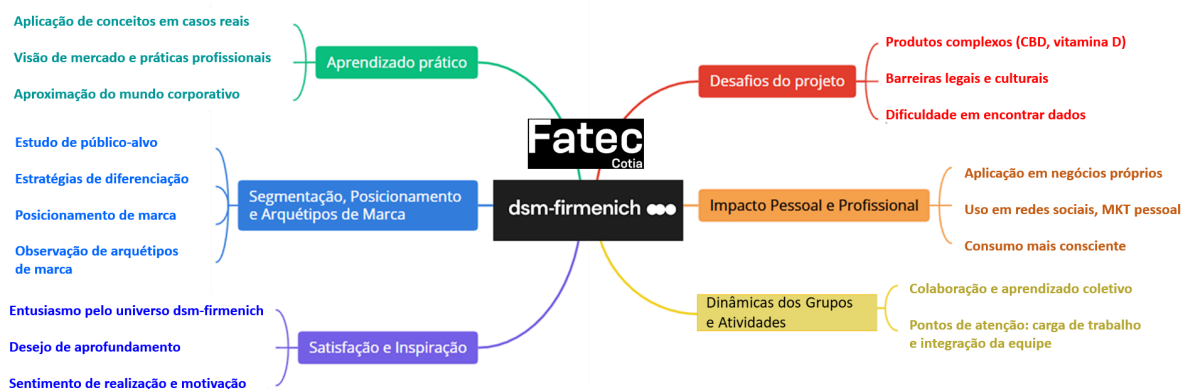 Fatec
Cotia
dsm-firmenich
Aprendizado prático
Aplicação de conceitos em casos reais
Visão de mercado e práticas profissionais
Aproximação do mundo corporativo
Segmentação, Posicionamento
e Arquétipos de Marca
Estudo de público-alvo
Estratégias de diferenciação
Posicionamento de marca
Observação de arquétipos
de marca
Satisfação e Inspiração
Entusiasmo pelo universo dsm-firmenich
Desejo de aprofundamento
Sentimento de realização e motivação
Desafios do projeto
Produtos complexos (CBD, vitamina D)
Barreiras legais e culturais
Dificuldade em encontrar dados
Impacto Pessoal e Profissional
Aplicação em negócios próprios
Uso em redes sociais, MKT pessoal
Consumo mais consciente
Dinâmicas dos Grupos
e Atividades
Colaboração e aprendizado coletivo
Pontos de atenção: carga de trabalho
e integração da equipe